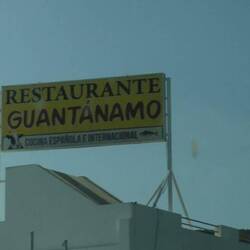 RESTAURANTE
GUANTÁNAMO
COCINA ESPAÑOLA E INTERNACIONAL